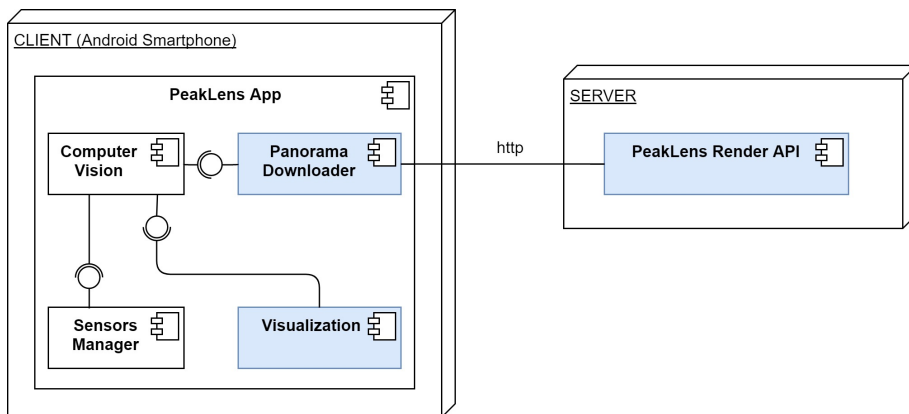 CLIENT (Android Smartphone)
PeakLens App
Computer
Vision
Panorama
Downloader
Sensors
Manager
Visualization
http
SERVER
PeakLens Render API